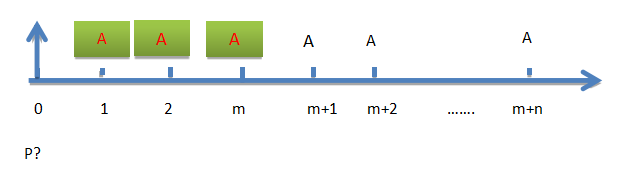 A A A A A A
0 1 2 m m+1 m+2 ....... m+n
P?